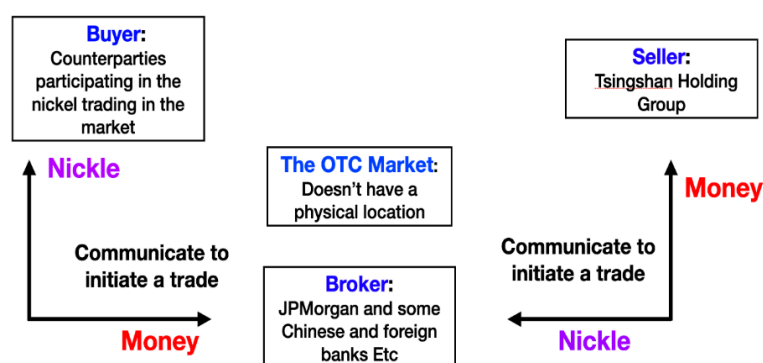 Buyer:
Counterparties
participating in the
nickel trading in the
market
Seller:
Tsingshan Holding
Group
Nickle
The OTC Market:
Doesn't have a
physical location
Money
Communicate to
initiate a trade
Communicate to
initiate a trade
Broker:
JPMorgan and some
Chinese and foreign
banks Etc
Money
Nickle